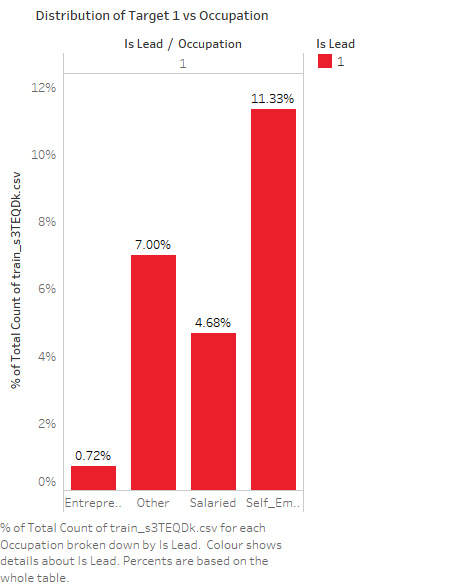 Distribution of Target 1 vs Occupation
Is Lead / Occupation
1
Is Lead
1
% of Total Count of train_s3TEQDk.csv
12%
10%
8%
6%
4%
2%
0%
0.72%
7.00%
4.68%
11.33%
Entrepre..
Other
Salaried
Self_Em..
% of Total Count of train_s3TEQDk.csv for each
Occupation broken down by Is Lead.  Colour shows
details about Is Lead. Percents are based on the
whole table.